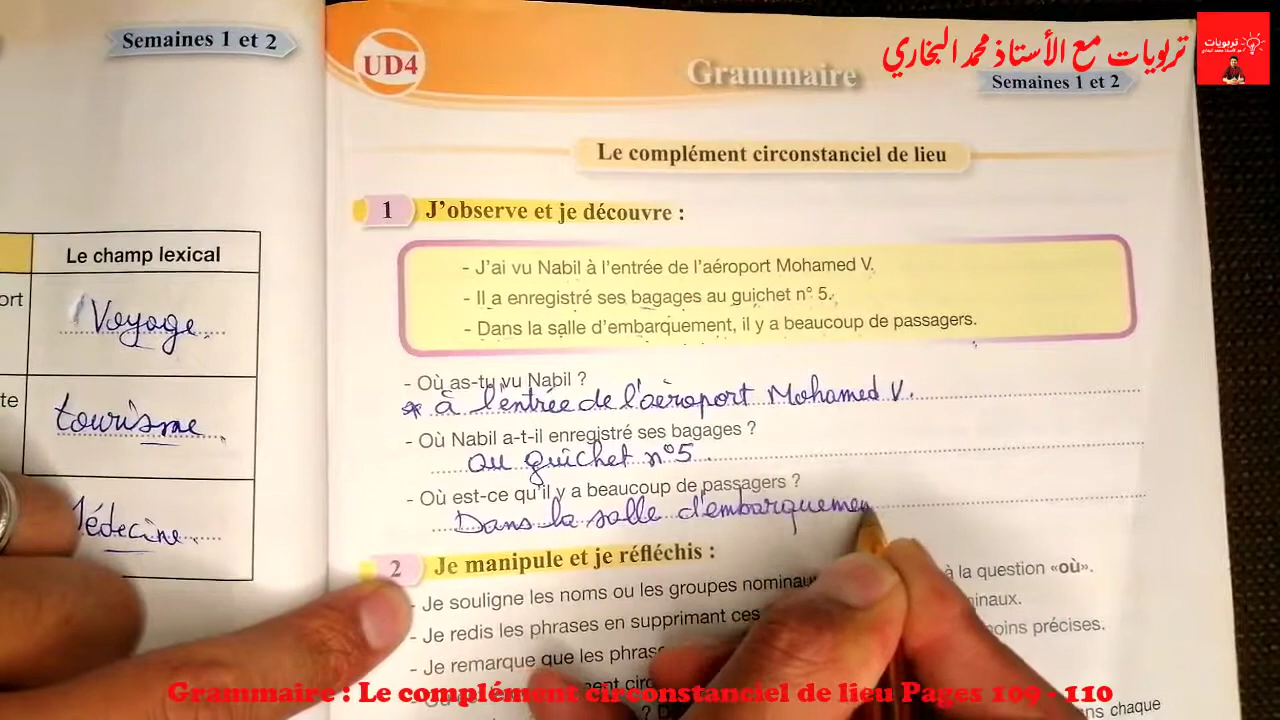 Semaines 1 et 2
Le champ lexical
ort
Voyage
te
tourisme
Médecine
UD4
Grammaire
Semaines 1 et 2
تربويات مع الأستاذ محمد البخاري
تربويات
Le complément circonstanciel de lieu
1 J'observe et je découvre :
- J'ai vu Nabil à l'entrée de l'aéroport Mohamed V.
- Il a enregistré ses bagages au guichet n° 5.
- Dans la salle d'embarquement, il y a beaucoup de passagers.
- Où as-tu vu Nabil ?
* à l'entrée de l'aéroport Mohamed V.
- Où Nabil a-t-il enregistré ses bagages ?
au guichet n°5
- Où est-ce qu'il y a beaucoup de passagers ?
Dans la salle d'embarquemen
2 Je manipule et je réfléchis :
- Je souligne les noms ou les groupes nominau à la question «où».
- Je redis les phrases en supprimant ces inaux.
- Je remarque que les phras moins précises.
ent circ
? D ns chaque
Grammaire : Le complément circonstanciel de lieu Pages 109 - 110